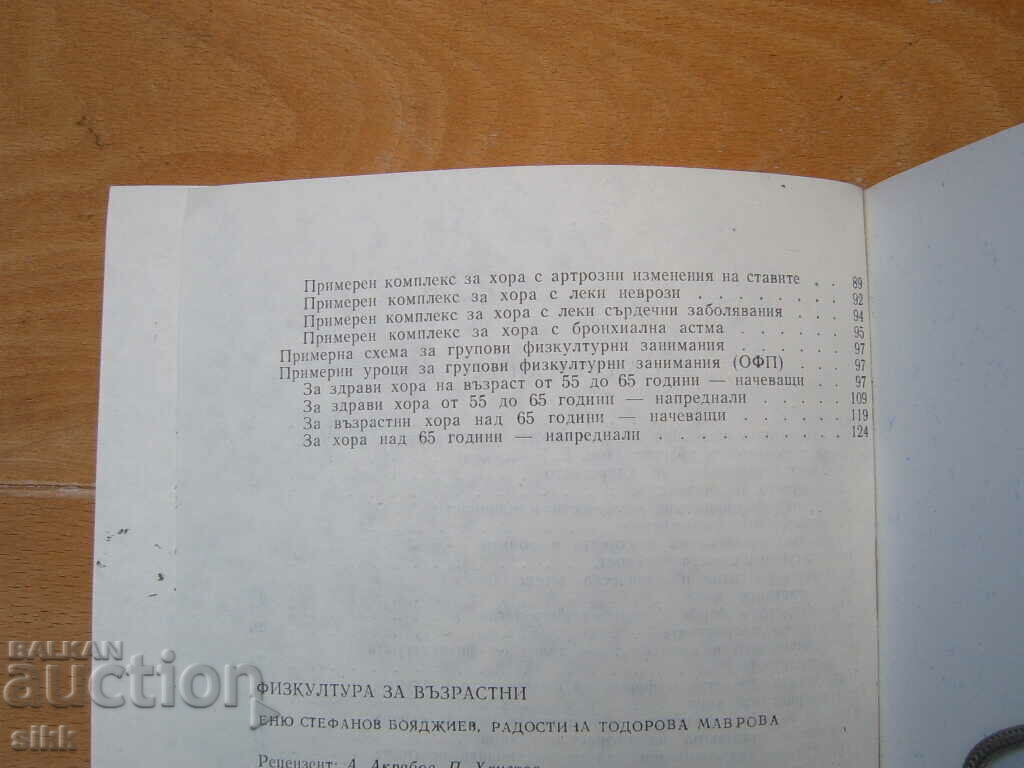 Примерен комплекс за хора с артрозни изменения на ставите . . 89
Примерен комплекс за хора с леки неврози . . . . . . . . 92
Примерен комплекс за хора с леки сърдечни заболявания . . . 94
Примерен комплекс за хора с бронхиална астма . . . . . . 95
Примерна схема за групови физкултурни занимания . . . . . . 97
Примерни уроци за групови физкултурни занимания (ОФП) . . . 97
За здрави хора на възраст от 55 до 65 години — начеващи . . 97
За здрави хора от 55 до 65 години — напреднали . . . . . 109
За възрастни хора над 65 години — начеващи . . . . . . 119
За хора над 65 години — напреднали . . . . . . . . . . 124
ФИЗКУЛТУРА ЗА ВЪЗРАСТНИ
ЕНЮ СТЕФАНОВ БОЯДЖИЕВ, РАДОСТИНА ТОДОРОВА МАВРОВА
Рецензент: А.
BALKAN
auction
sikk